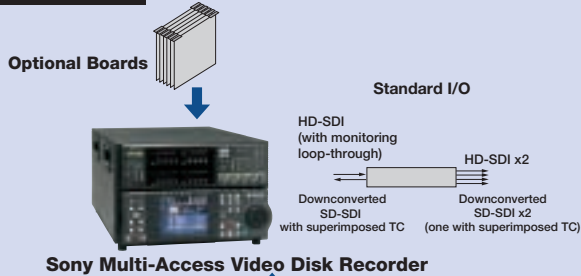 Optional Boards
Standard I/O
HD-SDI
(with monitoring
loop-through)
HD-SDI x2
Downconverted
SD-SDI
with superimposed TC
Downconverted
SD-SDI x2
(one with superimposed TC)
Sony Multi-Access Video Disk Recorder